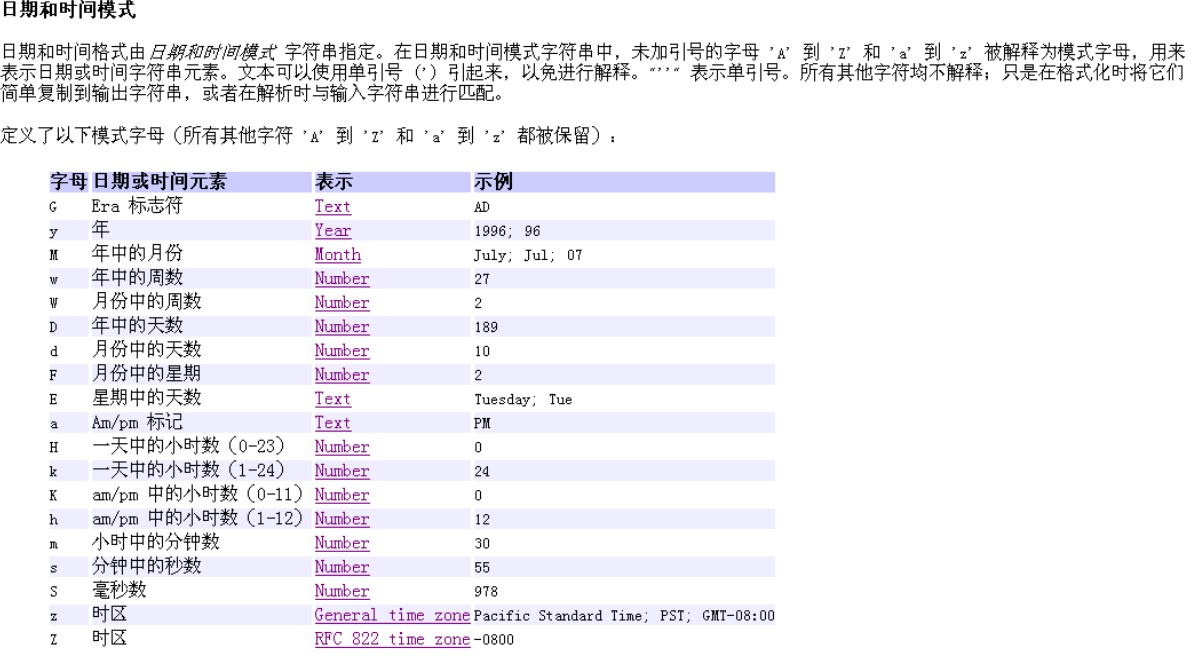 日期和时间模式
日期和时间格式由 日期和时间模式 字符串指定。在日期和时间模式字符串中，未加引号的字母 'A' 到 'Z' 和 'a' 到 'z' 被解释为模式字母，用来
表示日期或时间字符串元素。文本可以使用单引号 (') 引起来，以免进行解释。"''" 表示单引号。所有其他字符均不解释；只是在格式化时将它们
简单复制到输出字符串，或者在解析时与输入字符串进行匹配。
定义了以下模式字母（所有其他字符 'A' 到 'Z' 和 'a' 到 'z' 都被保留）：
字母 日期或时间元素 表示 示例
G Era 标志符 Text AD
y 年 Year 1996; 96
M 年中的月份 Month July; Jul; 07
w 年中的周数 Number 27
W 月份中的周数 Number 2
D 年中的天数 Number 189
d 月份中的天数 Number 10
F 月份中的星期 Number 2
E 星期中的天数 Text Tuesday; Tue
a Am/pm 标记 Text PM
H 一天中的小时数（0-23） Number 0
k 一天中的小时数（1-24） Number 24
K am/pm 中的小时数（0-11） Number 0
h am/pm 中的小时数（1-12） Number 12
m 小时中的分钟数 Number 30
s 分钟中的秒数 Number 55
S 毫秒数 Number 978
z 时区 General time zone Pacific Standard Time; PST; GMT-08:00
Z 时区 RFC 822 time zone -0800